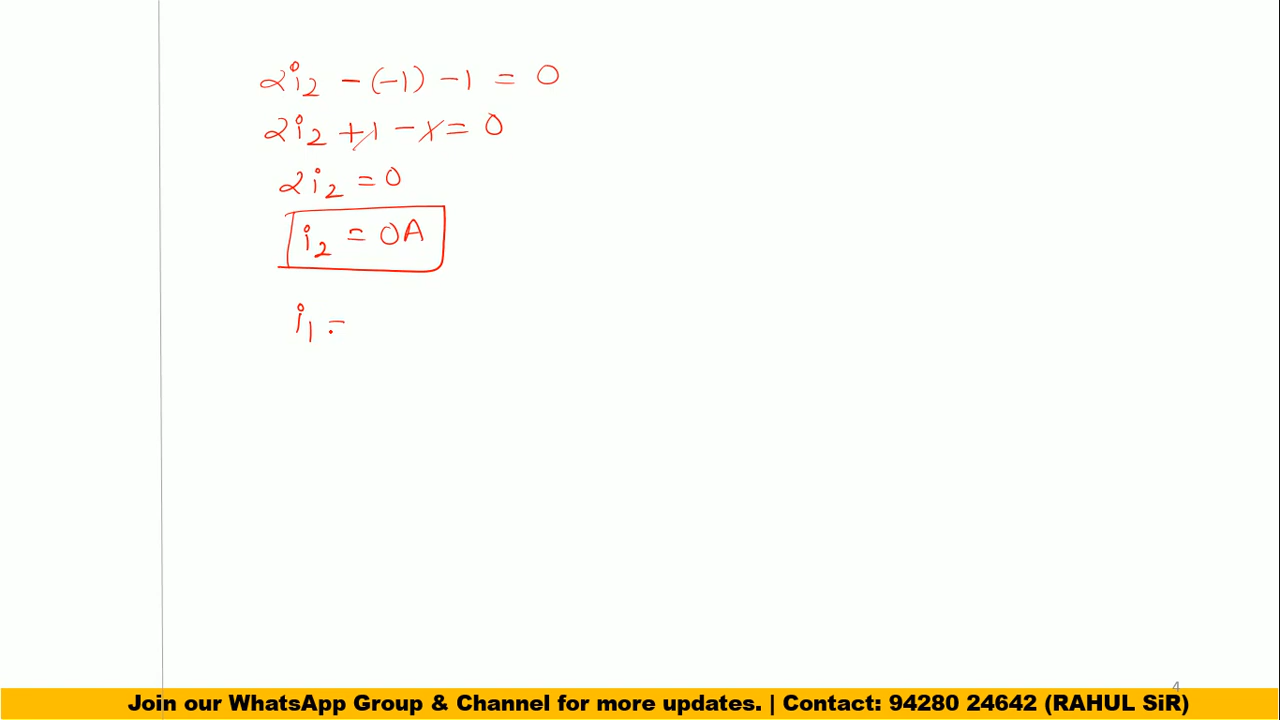 2i₂ - (-1) - 1 = 0
2i₂ + 1 - 1 = 0
2i₂ = 0
i₂ = 0A
i₁ =
4
Join our WhatsApp Group & Channel for more updates. | Contact: 94280 24642 (RAHUL SiR)